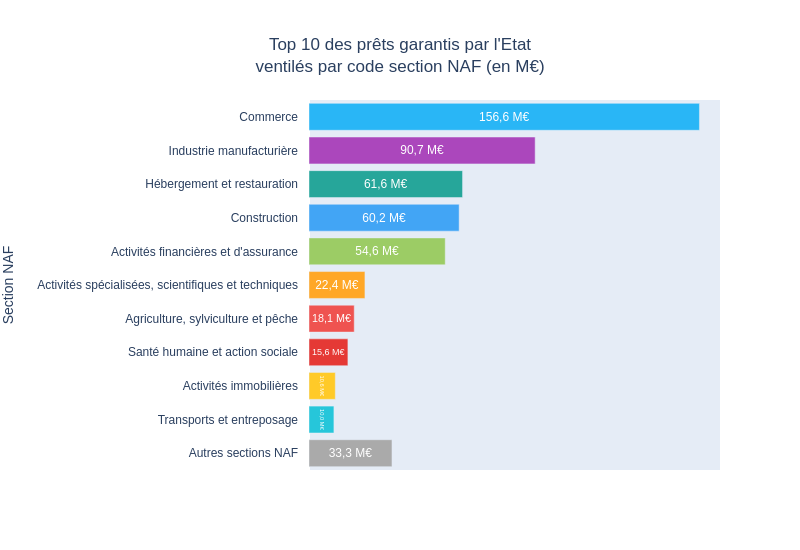 Top 10 des prêts garantis par l'Etat
ventilés par code section NAF (en M€)
Section NAF
Commerce
156,6 M€
Industrie manufacturière
90,7 M€
Hébergement et restauration
61,6 M€
Construction
60,2 M€
Activités financières et d'assurance
54,6 M€
Activités spécialisées, scientifiques et techniques
22,4 M€
Agriculture, sylviculture et pêche
18,1 M€
Santé humaine et action sociale
15,6 M€
Activités immobilières
M€
Transports et entreposage
M€
Autres sections NAF
33,3 M€